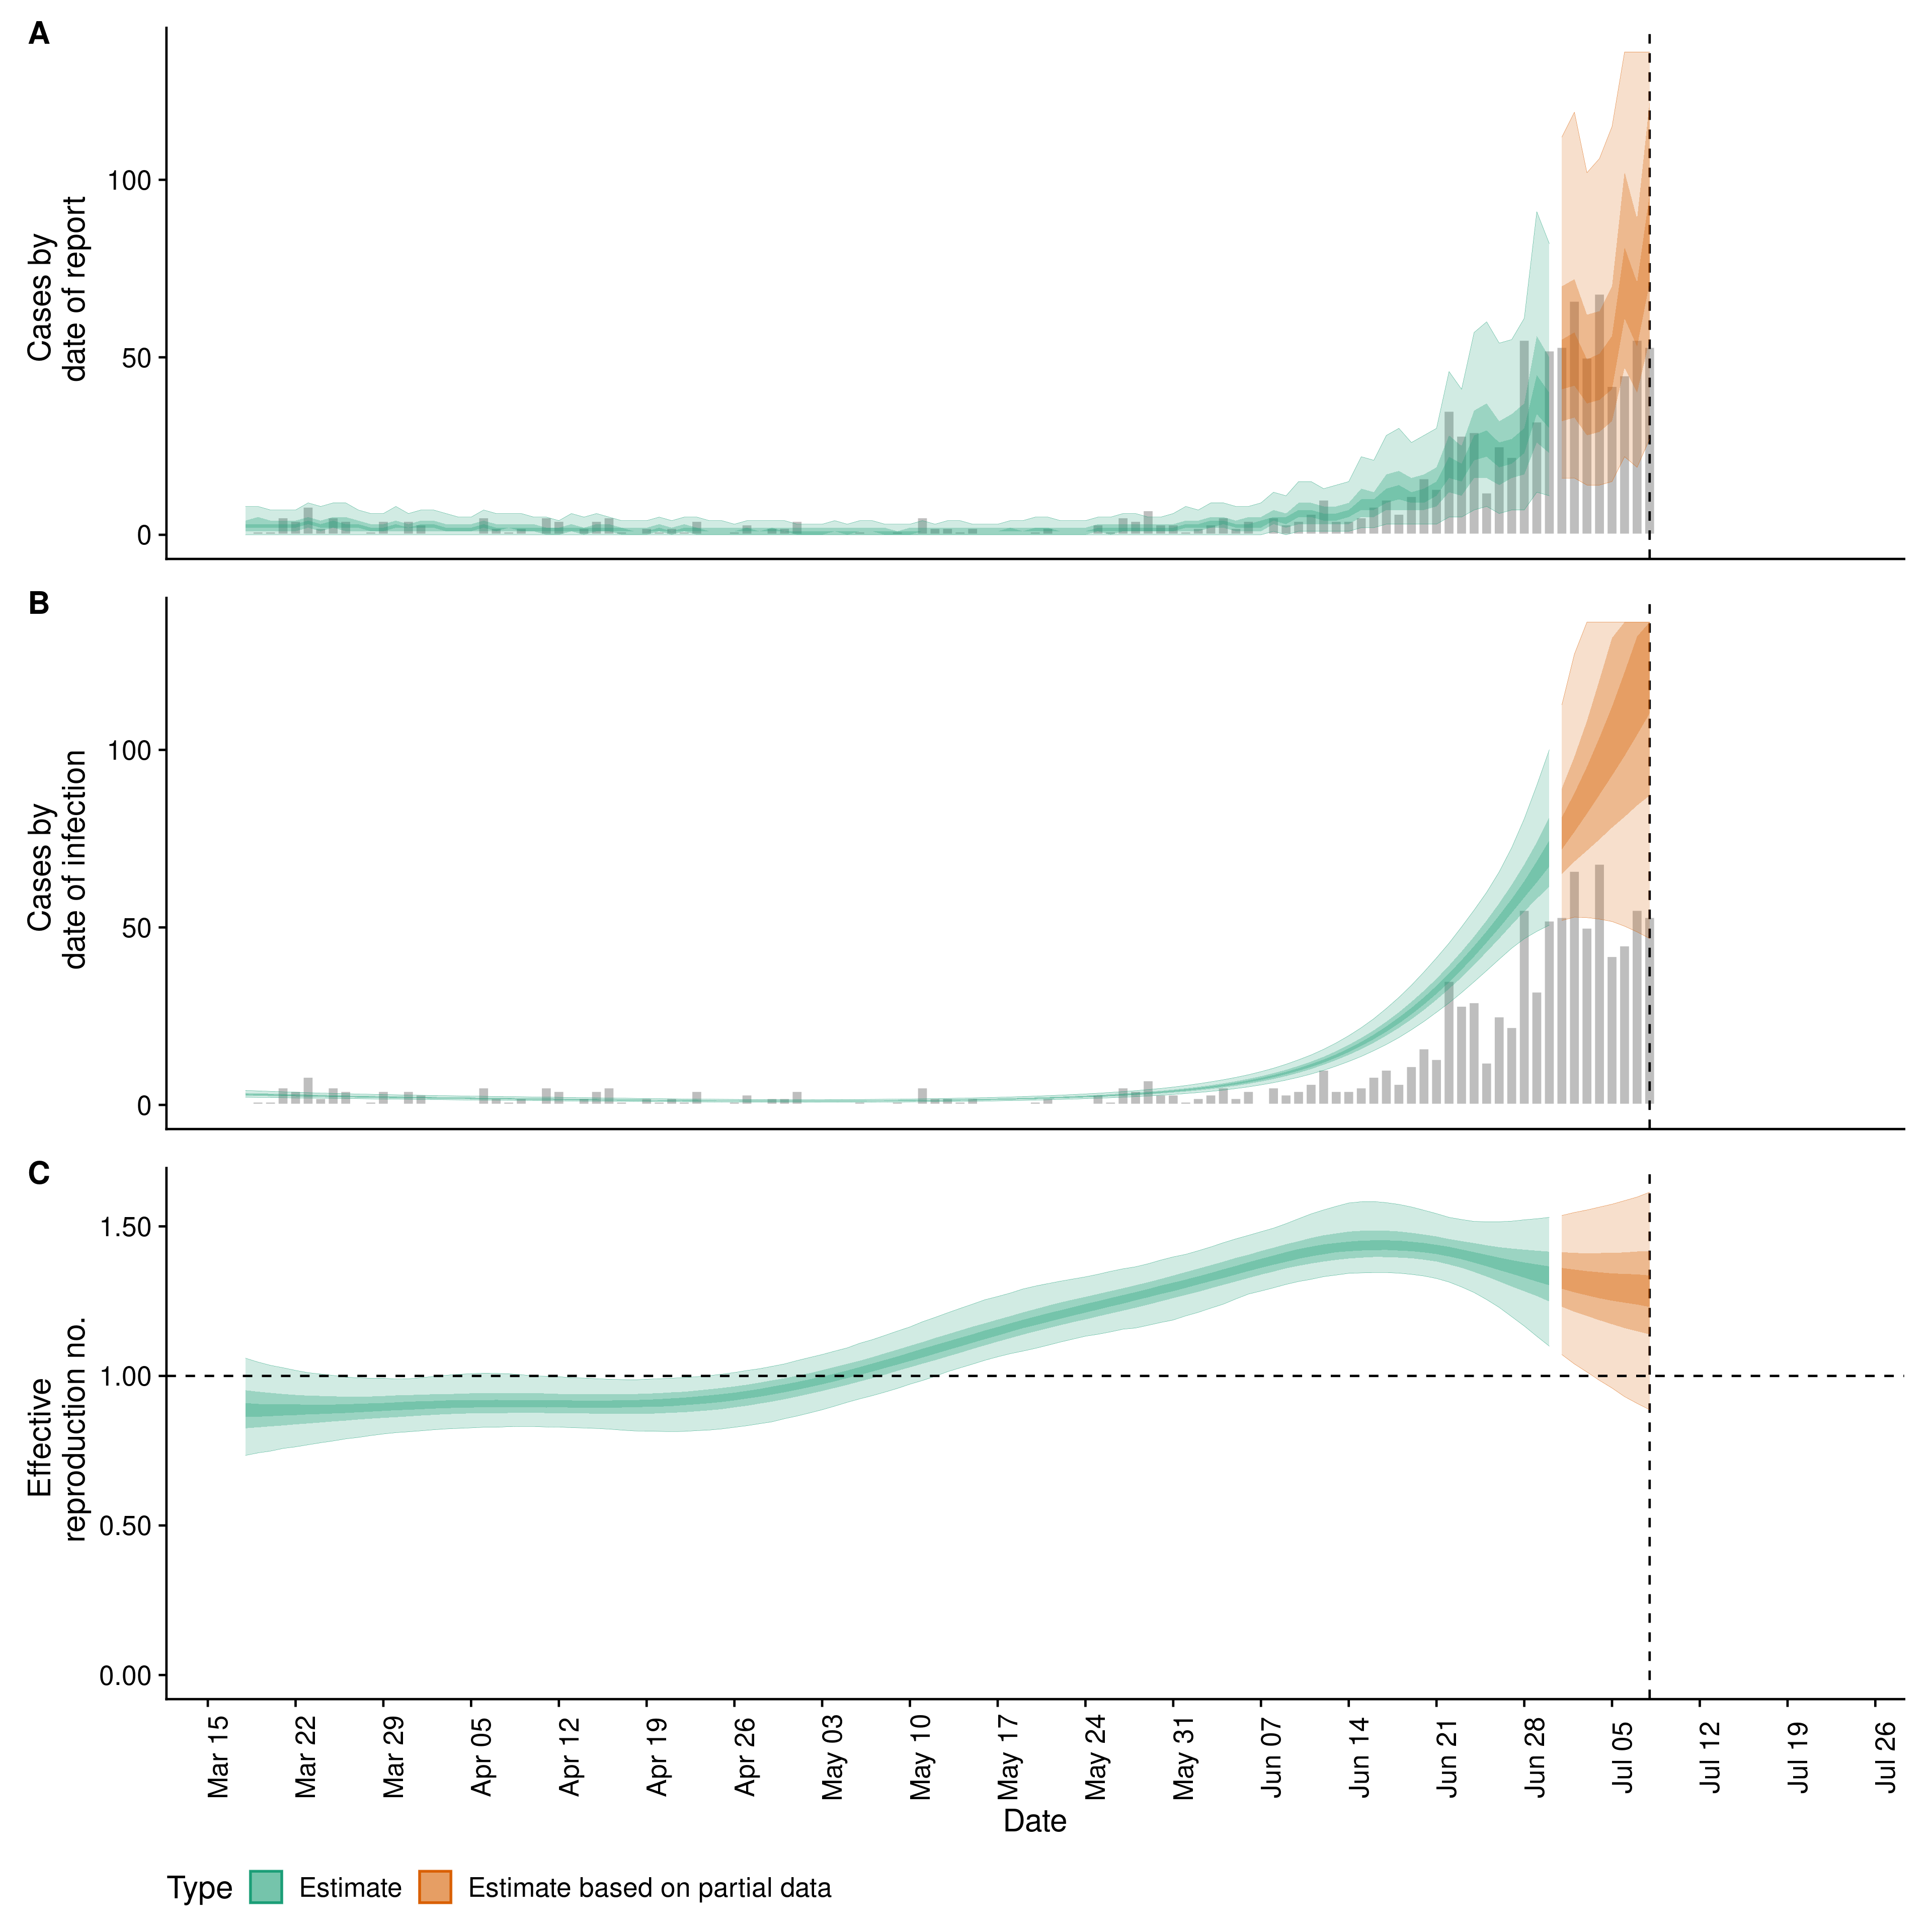 A
Cases by
date of report
100
50
0
B
Cases by
date of infection
100
50
0
C
Effective
reproduction no.
1.50
1.00
0.50
0.00
Mar 15
Mar 22
Mar 29
Apr 05
Apr 12
Apr 19
Apr 26
May 03
May 10
May 17
May 24
May 31
Jun 07
Jun 14
Jun 21
Jun 28
Jul 05
Jul 12
Jul 19
Jul 26
Date
Type Estimate Estimate based on partial data